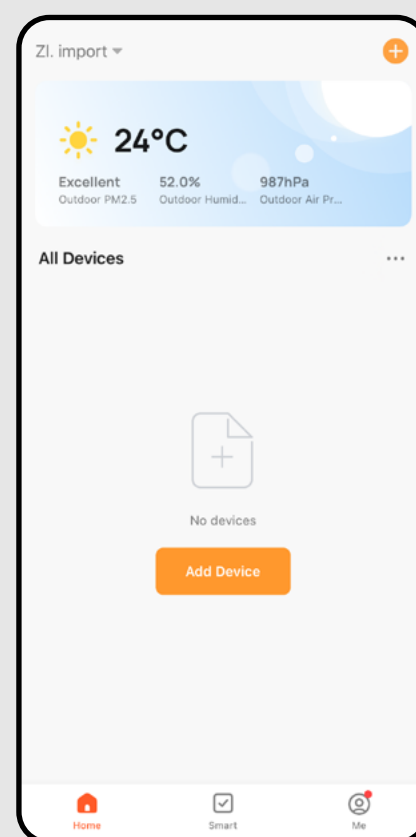 Zl. import
24°C
Excellent 52.0% 987hPa
Outdoor PM2.5 Outdoor Humid... Outdoor Air Pr...
All Devices
No devices
Add Device
Home Smart Me